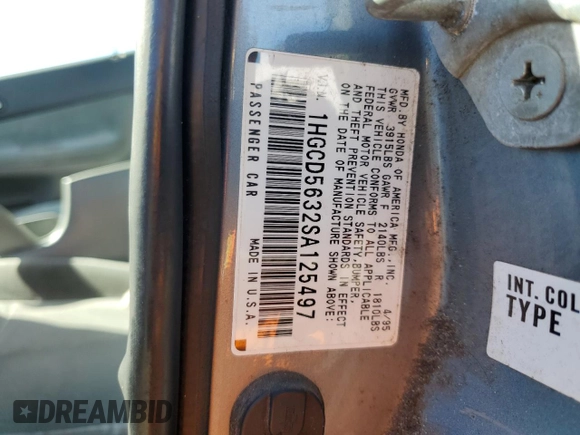 MFD. BY HONDA OF AMERICA MFG., INC. 4/95
GVWR 3915LBS GAWR F 2140LBS R 1810LBS
THIS VEHICLE CONFORMS TO ALL APPLICABLE
FEDERAL MOTOR VEHICLE SAFETY, BUMPER,
AND THEFT PREVENTION STANDARDS IN EFFECT
ON THE DATE OF MANUFACTURE SHOWN ABOVE:
V.I.N. 1HGCD5632SA125497
PASSENGER CAR MADE IN U.S.A.
INT. COL
TYPE
DREAMBID